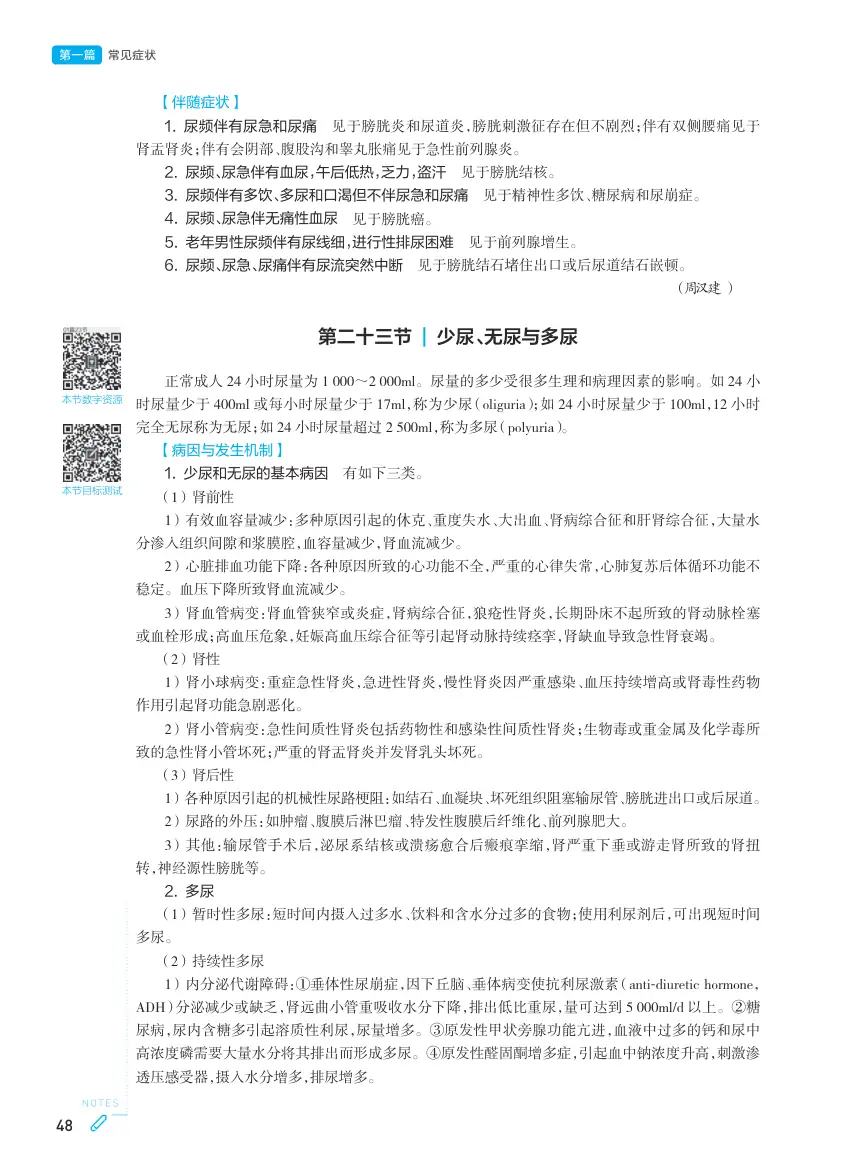 第一篇 常见症状
【伴随症状】
1. 尿频伴有尿急和尿痛 见于膀胱炎和尿道炎,膀胱刺激征存在但不剧烈;伴有双侧腰痛见于
肾盂肾炎;伴有会阴部、腹股沟和睾丸胀痛见于急性前列腺炎。
2. 尿频、尿急伴有血尿,午后低热,乏力,盗汗 见于膀胱结核。
3. 尿频伴有多饮、多尿和口渴但不伴尿急和尿痛 见于精神性多饮、糖尿病和尿崩症。
4. 尿频、尿急伴无痛性血尿 见于膀胱癌。
5. 老年男性尿频伴有尿线细,进行性排尿困难 见于前列腺增生。
6. 尿频、尿急、尿痛伴有尿流突然中断 见于膀胱结石堵住出口或后尿道结石嵌顿。
(周汉建)
第二十三节 | 少尿、无尿与多尿
本节数字资源
本节目标测试
正常成人 24 小时尿量为 1 000～2 000ml。尿量的多少受很多生理和病理因素的影响。如 24 小
时尿量少于 400ml 或每小时尿量少于 17ml,称为少尿(oliguria);如 24 小时尿量少于 100ml,12 小时
完全无尿称为无尿;如 24 小时尿量超过 2 500ml,称为多尿(polyuria)。
【病因与发生机制】
1. 少尿和无尿的基本病因 有如下三类。
(1)肾前性
1)有效血容量减少:多种原因引起的休克、重度失水、大出血、肾病综合征和肝肾综合征,大量水
分渗入组织间隙和浆膜腔,血容量减少,肾血流减少。
2)心脏排血功能下降:各种原因所致的心功能不全,严重的心律失常,心肺复苏后体循环功能不
稳定。血压下降所致肾血流减少。
3)肾血管病变:肾血管狭窄或炎症,肾病综合征,狼疮性肾炎,长期卧床不起所致的肾动脉栓塞
或血栓形成;高血压危象,妊娠高血压综合征等引起肾动脉持续痉挛,肾缺血导致急性肾衰竭。
(2)肾性
1)肾小球病变:重症急性肾炎,急进性肾炎,慢性肾炎因严重感染、血压持续增高或肾毒性药物
作用引起肾功能急剧恶化。
2)肾小管病变:急性间质性肾炎包括药物性和感染性间质性肾炎;生物毒或重金属及化学毒所
致的急性肾小管坏死;严重的肾盂肾炎并发肾乳头坏死。
(3)肾后性
1)各种原因引起的机械性尿路梗阻:如结石、血凝块、坏死组织阻塞输尿管、膀胱进出口或后尿道。
2)尿路的外压:如肿瘤、腹膜后淋巴瘤、特发性腹膜后纤维化、前列腺肥大。
3)其他:输尿管手术后,泌尿系结核或溃疡愈合后瘢痕挛缩,肾严重下垂或游走肾所致的肾扭
转,神经源性膀胱等。
2. 多尿
(1)暂时性多尿:短时间内摄入过多水、饮料和含水分过多的食物;使用利尿剂后,可出现短时间
多尿。
(2)持续性多尿
1)内分泌代谢障碍:①垂体性尿崩症,因下丘脑、垂体病变使抗利尿激素(anti-diuretic hormone,
ADH)分泌减少或缺乏,肾远曲小管重吸收水分下降,排出低比重尿,量可达到 5 000ml/d 以上。②糖
尿病,尿内含糖多引起溶质性利尿,尿量增多。③原发性甲状旁腺功能亢进,血液中过多的钙和尿中
高浓度磷需要大量水分将其排出而形成多尿。④原发性醛固酮增多症,引起血中钠浓度升高,刺激渗
透压感受器,摄入水分增多,排尿增多。
NOTES
48